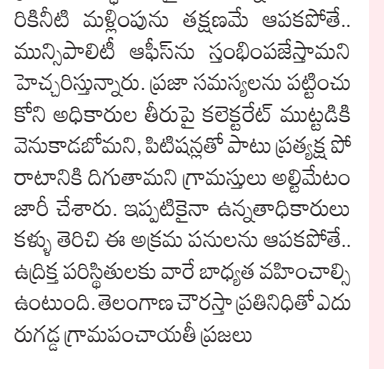 రికినీటి మళ్లింపును తక్షణమే ఆపకపోతే..
మున్సిపాలిటీ ఆఫీస్‌ను స్తంభింపజేస్తామని
హెచ్చరిస్తున్నారు. ప్రజా సమస్యలను పట్టించు
కోని అధికారుల తీరుపై కలెక్టరేట్ ముట్టడికి
వెనుకాడబోమని, పిటిషన్లతో పాటు ప్రత్యక్ష పో
రాటానికి దిగుతామని గ్రామస్తులు అల్టిమేటం
జారీ చేశారు. ఇప్పటికైనా ఉన్నతాధికారులు
కళ్ళు తెరిచి ఈ అక్రమ పనులను ఆపకపోతే..
ఉద్రిక్త పరిస్థితులకు వారే బాధ్యత వహించాల్సి
ఉంటుంది. తెలంగాణ చౌరస్తా ప్రతినిధితో ఎదు
రుగడ్డ గ్రామపంచాయతీ ప్రజలు